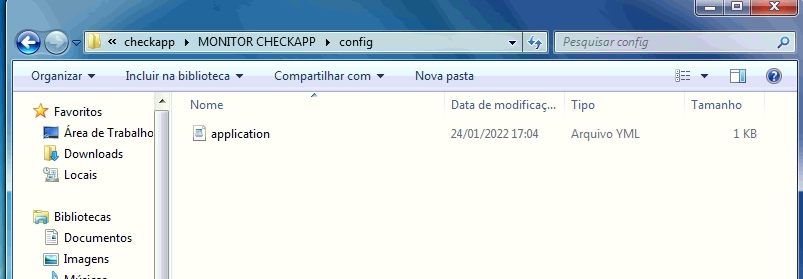 « checkapp ▸ MONITOR CHECKAPP ▸ config
Pesquisar config
Organizar Incluir na biblioteca Compartilhar com Nova pasta
Favoritos
Área de Trabalho
Downloads
Locais
Bibliotecas
Documentos
Imagens
Músicas
Nome Data de modificaç... Tipo Tamanho
application 24/01/2022 17:04 Arquivo YML 1 KB